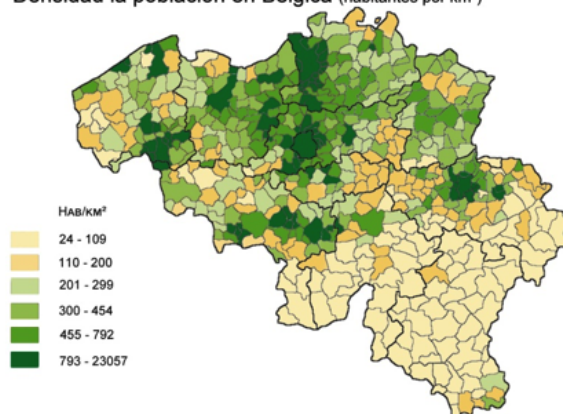 Densidad la población en Bélgica (habitantes por km²)
HAB/KM²
24 - 109
110 - 200
201 - 299
300 - 454
455 - 792
793 - 23057